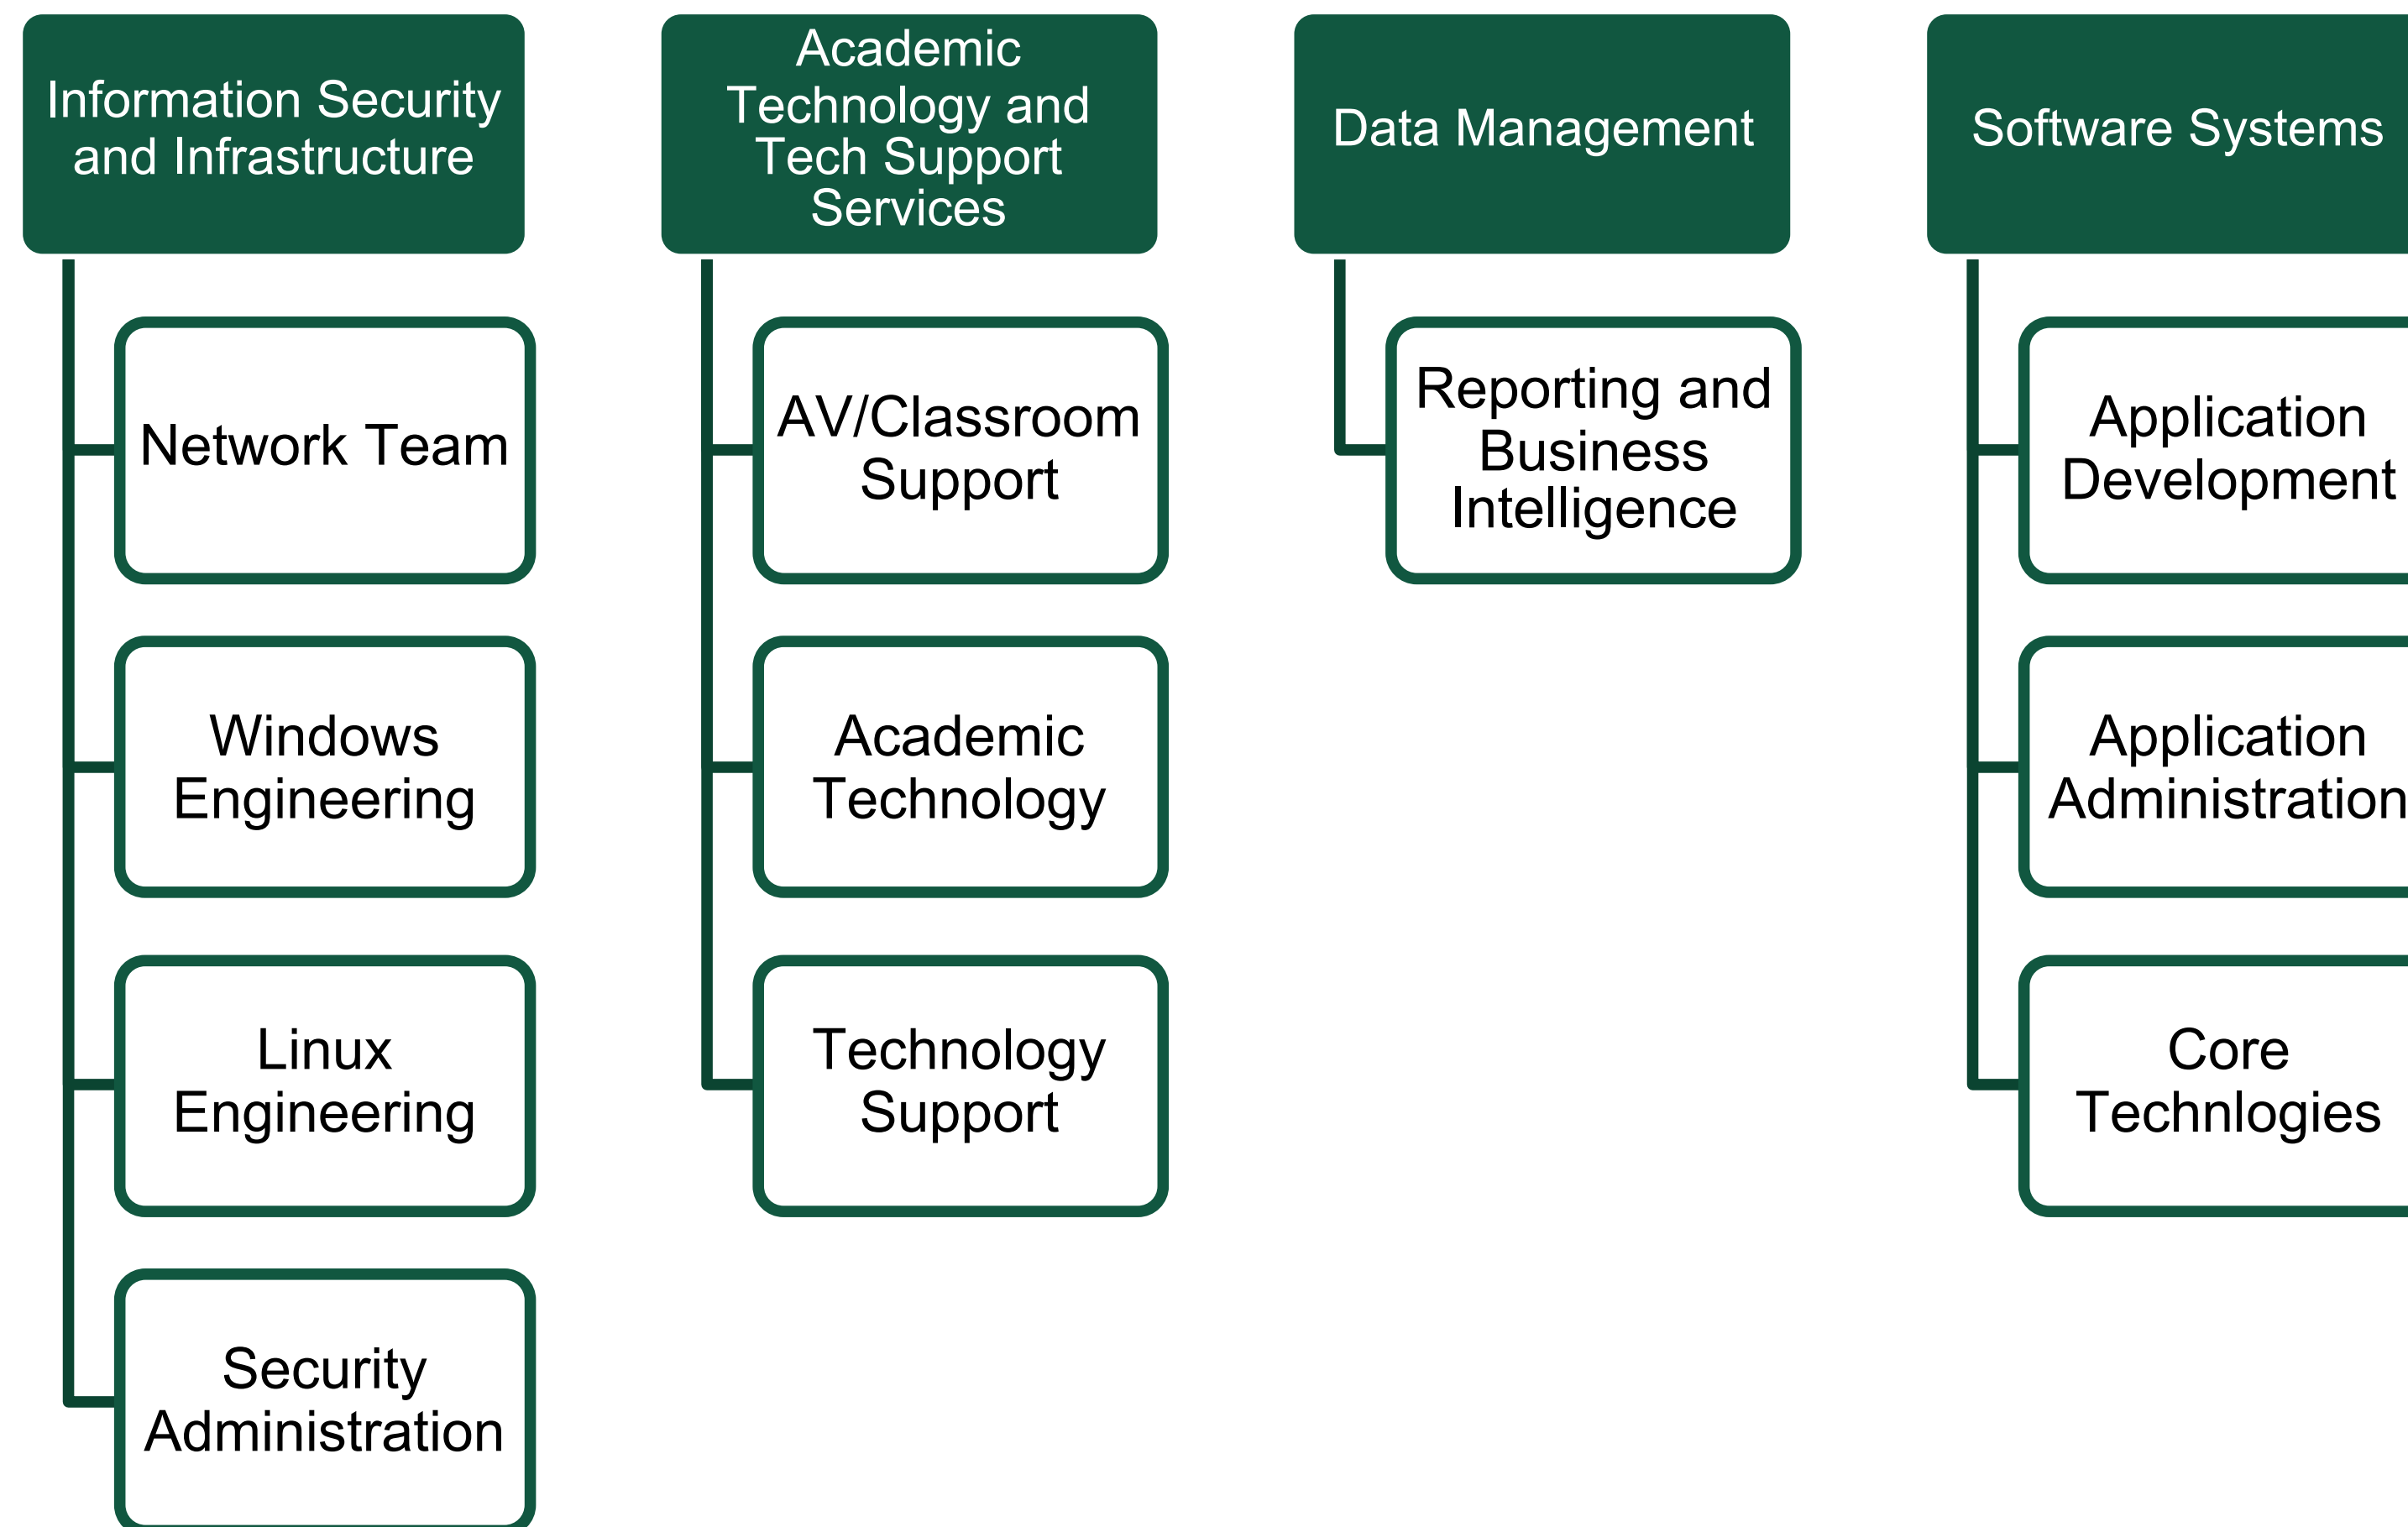 Information Security
and Infrastructure
Network Team
Windows
Engineering
Linux
Engineering
Security
Administration
Academic
Technology and
Tech Support
Services
AV/Classroom
Support
Academic
Technology
Technology
Support
Data Management
Reporting and
Business
Intelligence
Software Systems
Application
Development
Application
Administration
Core
Technlogies